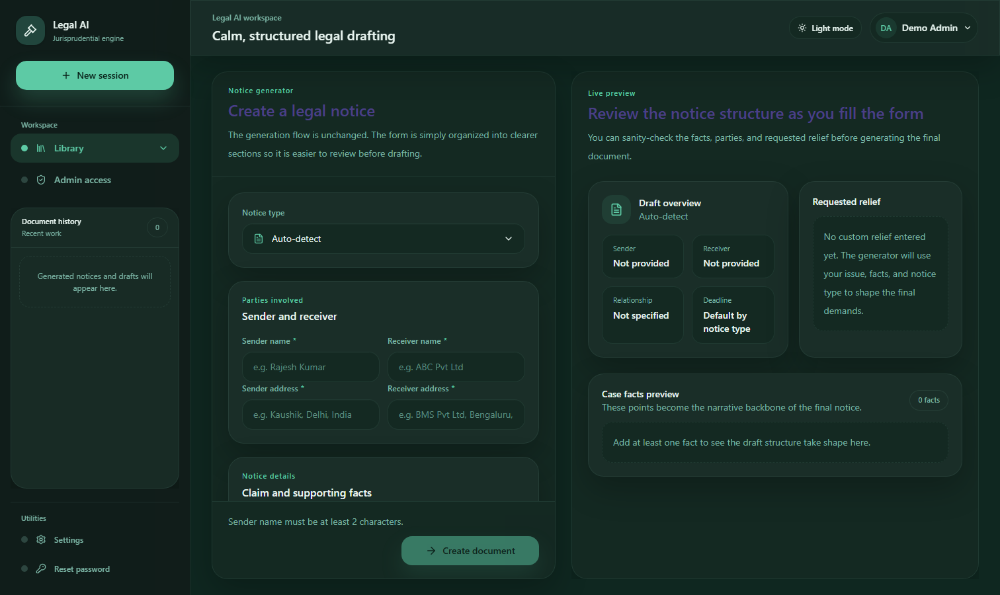 Legal AI
Jurisprudential engine
New session
Workspace
Library
Admin access
Document history
Recent work
0
Generated notices and drafts will
appear here.
Utilities
Settings
Reset password
Legal AI workspace
Calm, structured legal drafting
Light mode
DA
Demo Admin
Notice generator
Create a legal notice
The generation flow is unchanged. The form is simply organized into clearer
sections so it is easier to review before drafting.
Notice type
Auto-detect
Parties involved
Sender and receiver
Sender name *
Receiver name *
e.g. Rajesh Kumar
e.g. ABC Pvt Ltd
Sender address *
Receiver address *
e.g. Kaushik, Delhi, India
e.g. BMS Pvt Ltd, Bengaluru,
Notice details
Claim and supporting facts
Sender name must be at least 2 characters.
Create document
Live preview
Review the notice structure as you fill the form
You can sanity-check the facts, parties, and requested relief before generating the final
document.
Draft overview
Auto-detect
Sender
Not provided
Receiver
Not provided
Relationship
Not specified
Deadline
Default by
notice type
Requested relief
No custom relief entered
yet. The generator will use
your issue, facts, and notice
type to shape the final
demands.
Case facts preview
These points become the narrative backbone of the final notice.
0 facts
Add at least one fact to see the draft structure take shape here.